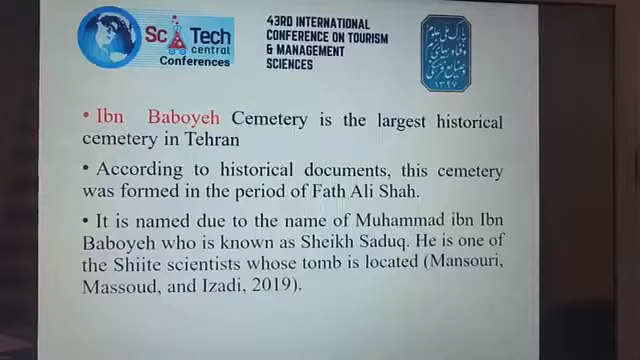 Sc Tech
central
Conferences
43RD INTERNATIONAL
CONFERENCE ON TOURISM
& MANAGEMENT
SCIENCES
۱۳۹۷
• Ibn Baboyeh Cemetery is the largest historical
cemetery in Tehran
• According to historical documents, this cemetery
was formed in the period of Fath Ali Shah.
• It is named due to the name of Muhammad ibn Ibn
Baboyeh who is known as Sheikh Saduq. He is one of
the Shiite scientists whose tomb is located (Mansouri,
Massoud, and Izadi, 2019).